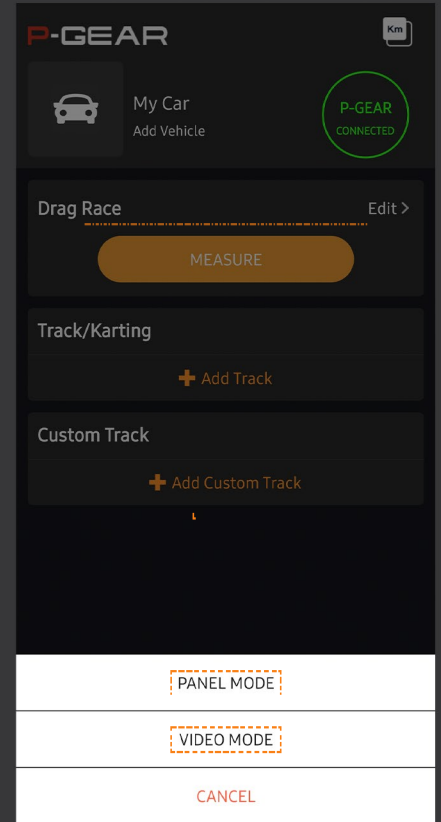 P-GEAR
Km
My Car
Add Vehicle
P-GEAR
CONNECTED
Drag Race
Edit >
MEASURE
Track/Karting
+ Add Track
Custom Track
+ Add Custom Track
PANEL MODE
VIDEO MODE
CANCEL